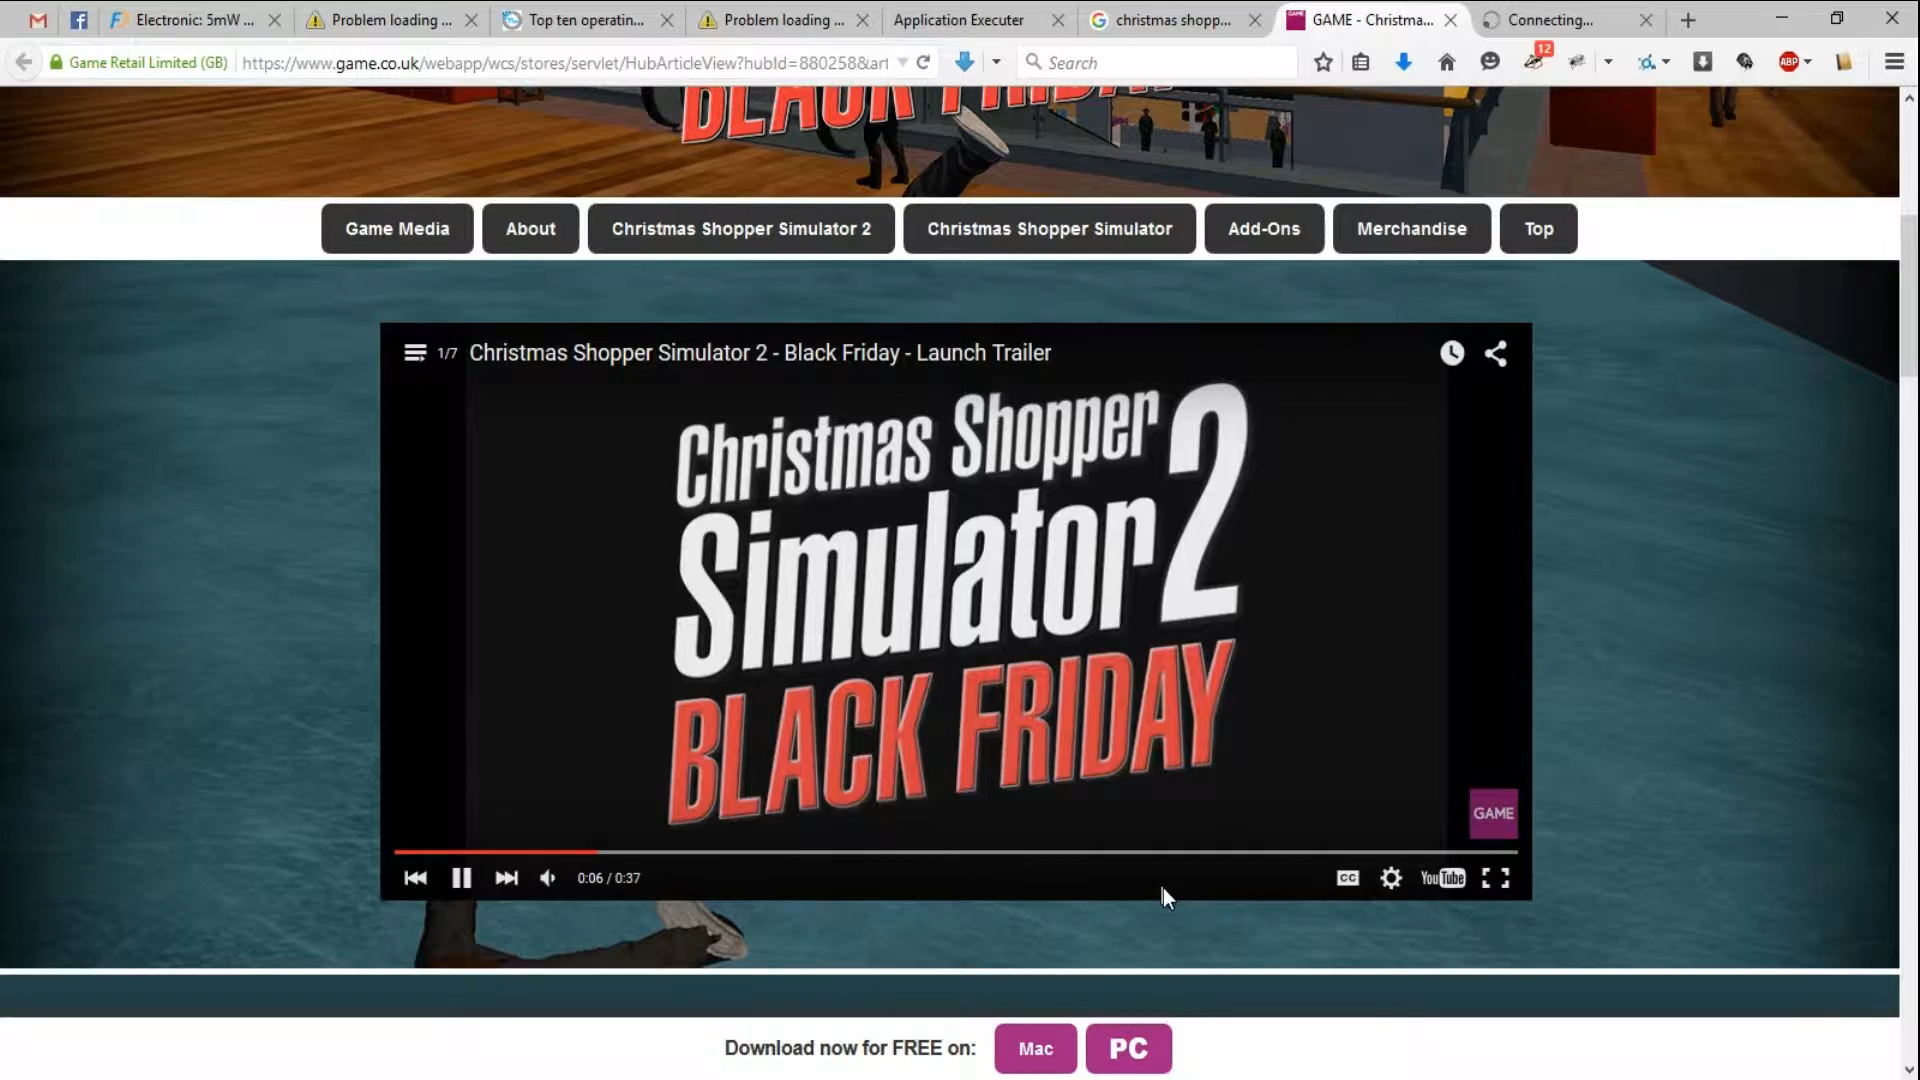 Electronic: 5mW ...
Problem loading ...
Top ten operatin...
Problem loading ...
Application Executer
christmas shopp...
GAME - Christma...
Connecting...
Game Retail Limited (GB)
https://www.game.co.uk/webapp/wcs/stores/servlet/HubArticleView?hubId=880258&art
Search
12
ABP
BLACK FRIDAY
Game Media
About
Christmas Shopper Simulator 2
Christmas Shopper Simulator
Add-Ons
Merchandise
Top
1/7 Christmas Shopper Simulator 2 - Black Friday - Launch Trailer
Christmas Shopper
Simulator 2
BLACK FRIDAY
GAME
0:06 / 0:37
CC
YouTube
Download now for FREE on:
Mac
PC